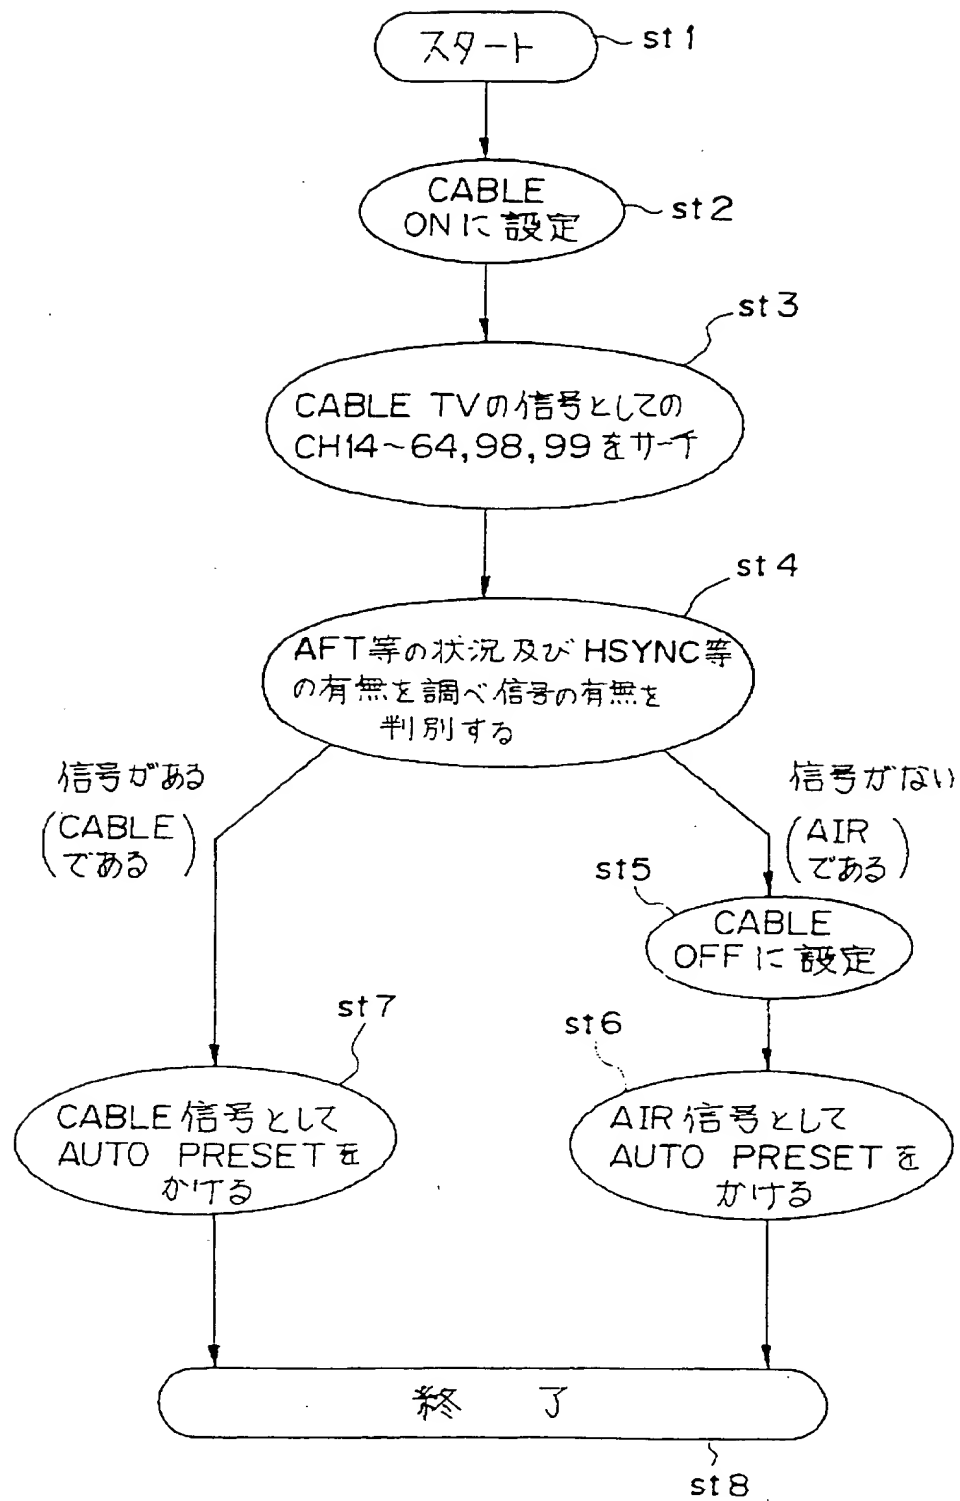 スタート
st1
CABLE
ONに設定
st2
st3
CABLE TVの信号としての
CH14~64,98,99をサーチ
st4
AFT等の状況及びHSYNC等
の有無を調べ信号の有無を
判別する
信号がある
(CABLE
である)
信号がない
(AIR
である)
st5
CABLE
OFFに設定
st7
CABLE信号として
AUTO PRESETを
かける
st6
AIR信号として
AUTO PRESETを
かける
終 了
st8